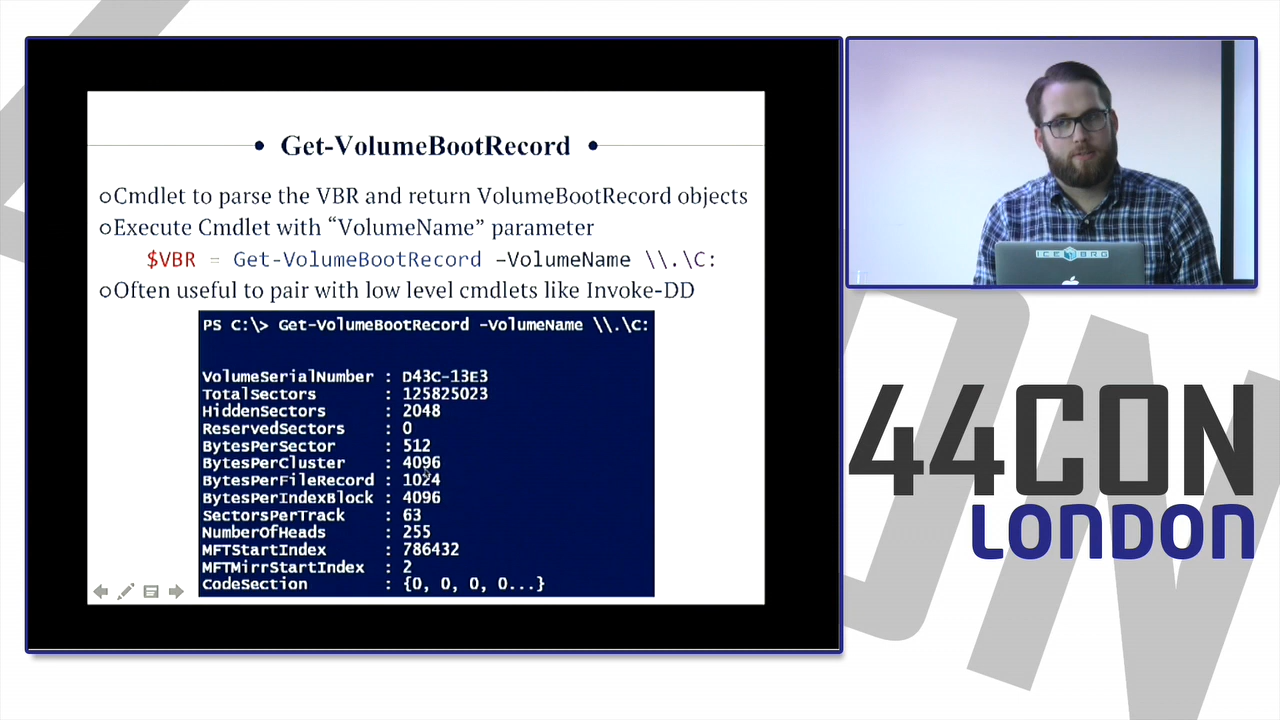 • Get-VolumeBootRecord •
○Cmdlet to parse the VBR and return VolumeBootRecord objects
○Execute Cmdlet with “VolumeName” parameter
$VBR = Get-VolumeBootRecord –VolumeName \\.\C:
○Often useful to pair with low level cmdlets like Invoke-DD
PS C:\> Get-VolumeBootRecord -VolumeName \\.\C:
VolumeSerialNumber : D43C-13E3
TotalSectors : 125825023
HiddenSectors : 2048
ReservedSectors : 0
BytesPerSector : 512
BytesPerCluster : 4096
BytesPerFileRecord : 1024
BytesPerIndexBlock : 4096
SectorsPerTrack : 63
NumberOfHeads : 255
MFTStartIndex : 786432
MFTMirrStartIndex : 2
CodeSection : {0, 0, 0, 0...}
ICEBRG
44CON
LONDON